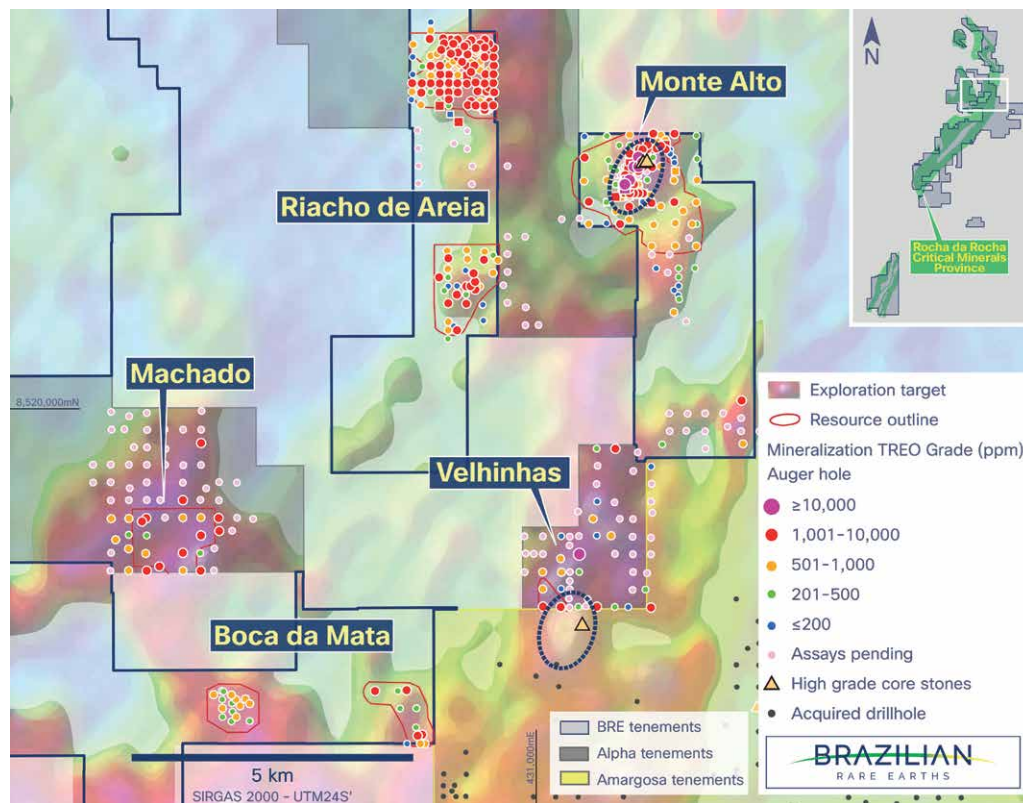 Monte Alto
N
Riacho de Areia
Rocha da Rocha
Critical Minerals
Province
Machado
8,520,000mN
Velhinhas
Boca da Mata
Exploration target
Resource outline
Mineralization TREO Grade (ppm)
Auger hole
≥10,000
1,001–10,000
501–1,000
201–500
≤200
Assays pending
High grade core stones
Acquired drillhole
BRE tenements
Alpha tenements
Amargosa tenements
431,000mE
5 km
SIRGAS 2000 - UTM24S'
BRAZILIAN
RARE EARTHS